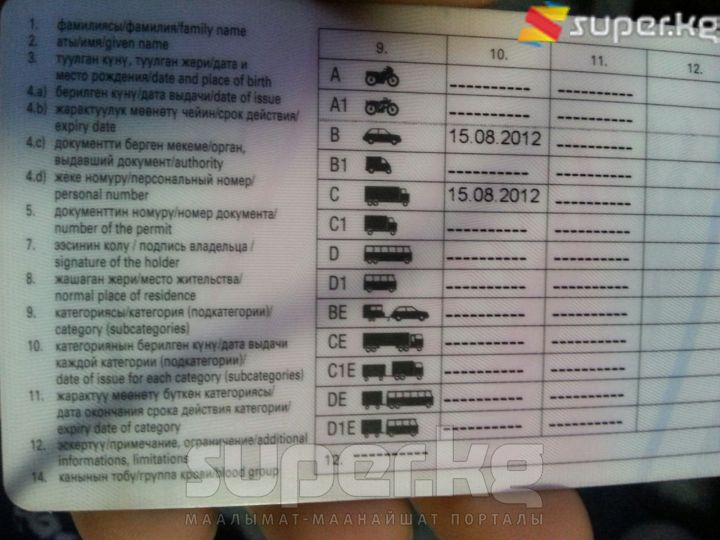 super.kg
1. фамилиясы/фамилия/family name
2. аты/имя/given name
3. туулган күнү, туулган жери/дата и
место рождения/date and place of birth
4.a) берилген күнү/дата выдачи/date of issue
4.b) жарактуулук мөөнөтү чейин/срок действия/
expiry date
4.c) документти берген мекеме/орган,
выдавший документ/authority
4.d) жеке номуру/персональный номер/
personal number
5. документтин номуру/номер документа/
number of the permit
7. ээсинин колу / подпись владельца /
signature of the holder
8. жашаган жери/место жительства/
normal place of residence
9. категориясы/категория (подкатегории)/
category (subcategories)
10. категориянын берилген күнү/дата выдачи
каждой категории (подкатегории)/
date of issue for each category (subcategories)
11. жарактуу мөөнөтү бүткөн категориясы/
дата окончания срока действия категории/
expiry date of category
12. эскертүү/примечание, ограничение/additional
informations, limitations
14. канынын тобу/группа крови/blood group
9. 10. 11. 12.
A
A1
B 15.08.2012
B1
C 15.08.2012
C1
D
D1
BE
CE
C1E
DE
D1E
12.
super.kg
МААЛЫМАТ-МААНАЙШАТ ПОРТАЛЫ